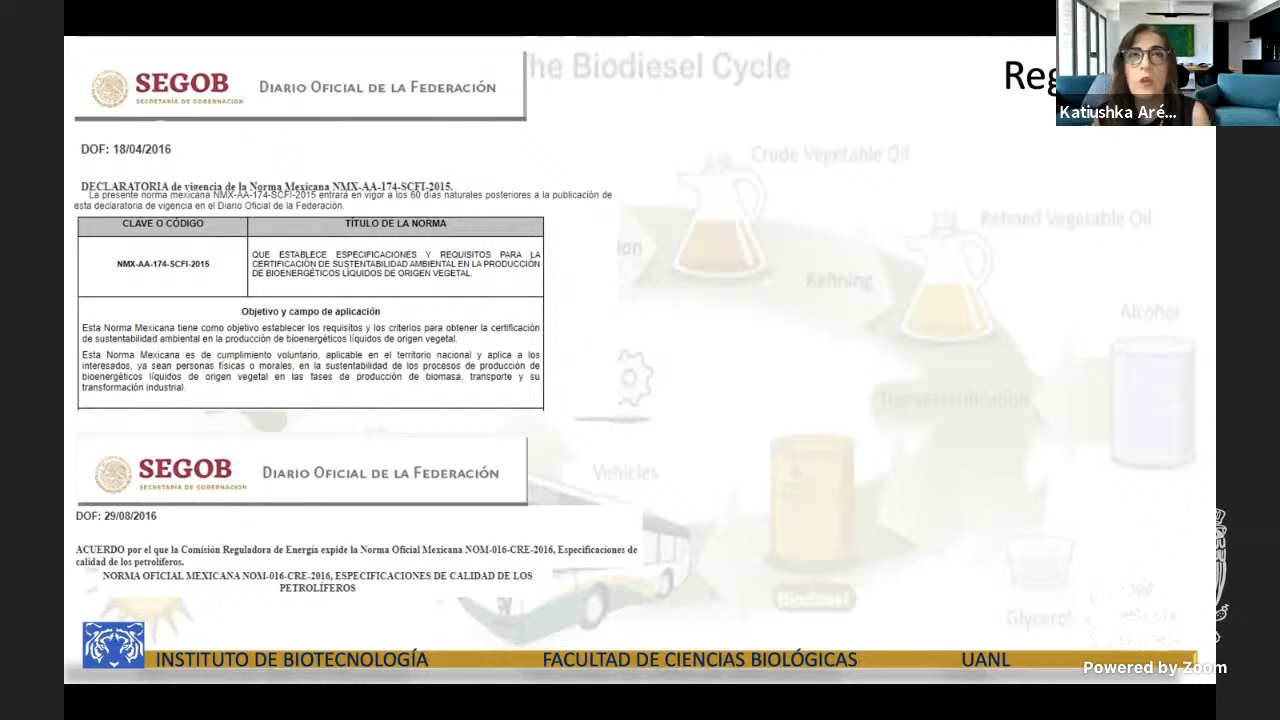 SEGOB
SECRETARÍA DE GOBERNACIÓN
DIARIO OFICIAL DE LA FEDERACIÓN
he Biodiesel Cycle
Reg
Katiushka Aré...
DOF: 18/04/2016
DECLARATORIA de vigencia de la Norma Mexicana NMX-AA-174-SCFI-2015.
La presente norma mexicana NMX-AA-174-SCFI-2015 entrará en vigor a los 60 días naturales posteriores a la publicación de
esta declaratoria de vigencia en el Diario Oficial de la Federación.
CLAVE O CÓDIGO
TÍTULO DE LA NORMA
NMX-AA-174-SCFI-2015
QUE ESTABLECE ESPECIFICACIONES Y REQUISITOS PARA LA
CERTIFICACIÓN DE SUSTENTABILIDAD AMBIENTAL EN LA PRODUCCIÓN
DE BIOENERGÉTICOS LÍQUIDOS DE ORIGEN VEGETAL.
Objetivo y campo de aplicación
Esta Norma Mexicana tiene como objetivo establecer los requisitos y los criterios para obtener la certificación
de sustentabilidad ambiental en la producción de bioenergéticos líquidos de origen vegetal.
Esta Norma Mexicana es de cumplimiento voluntario, aplicable en el territorio nacional y aplica a los
interesados, ya sean personas físicas o morales, en la sustentabilidad de los procesos de producción de
bioenergéticos líquidos de origen vegetal en las fases de producción de biomasa, transporte y su
transformación industrial.
Crude Vegetable Oil
Refined Vegetable Oil
ion
Refining
Alcohol
Transesterification
Vehicles
biodiesel
Glycerol
SEGOB
SECRETARÍA DE GOBERNACIÓN
DIARIO OFICIAL DE LA FEDERACIÓN
DOF: 29/08/2016
ACUERDO por el que la Comisión Reguladora de Energía expide la Norma Oficial Mexicana NOM-016-CRE-2016, Especificaciones de
calidad de los petrolíferos.
NORMA OFICIAL MEXICANA NOM-016-CRE-2016, ESPECIFICACIONES DE CALIDAD DE LOS
PETROLÍFEROS
INSTITUTO DE BIOTECNOLOGÍA
FACULTAD DE CIENCIAS BIOLÓGICAS
UANL
Powered by Zoom